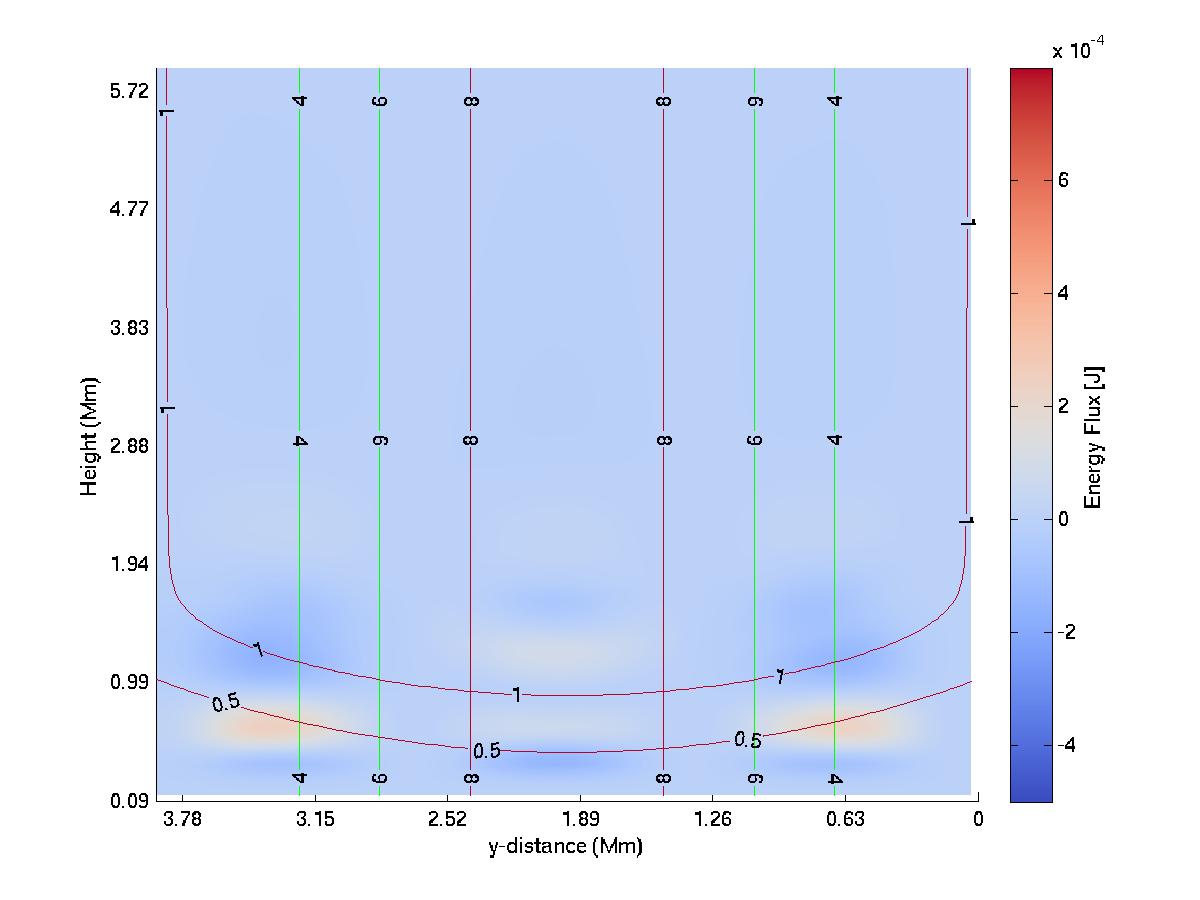 x 10-4
5.72
4.77
3.83
2.88
1.94
0.99
0.09
Height (Mm)
3.78 3.15 2.52 1.89 1.26 0.63 0
y-distance (Mm)
1 4 6 8 8 6 4
1
1 4 6 8 8 6 4
1
1 1 1
0.5 0.5 0.5
4 6 8 8 6 4
6
4
2
0
-2
-4
Energy Flux [J]